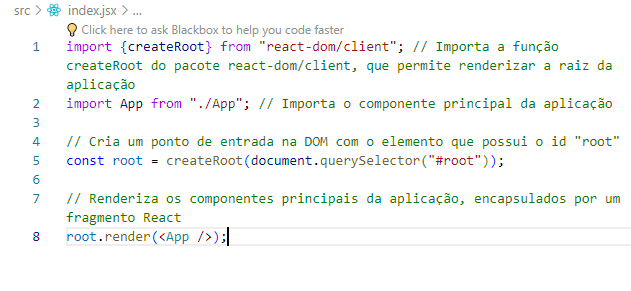 src > index.jsx > ...
Click here to ask Blackbox to help you code faster
1 import {createRoot} from "react-dom/client"; // Importa a função
createRoot do pacote react-dom/client, que permite renderizar a raiz da
aplicação
2 import App from "./App"; // Importa o componente principal da aplicação
3
4 // Cria um ponto de entrada na DOM com o elemento que possui o id "root"
5 const root = createRoot(document.querySelector("#root"));
6
7 // Renderiza os componentes principais da aplicação, encapsulados por um
fragmento React
8 root.render(<App />);